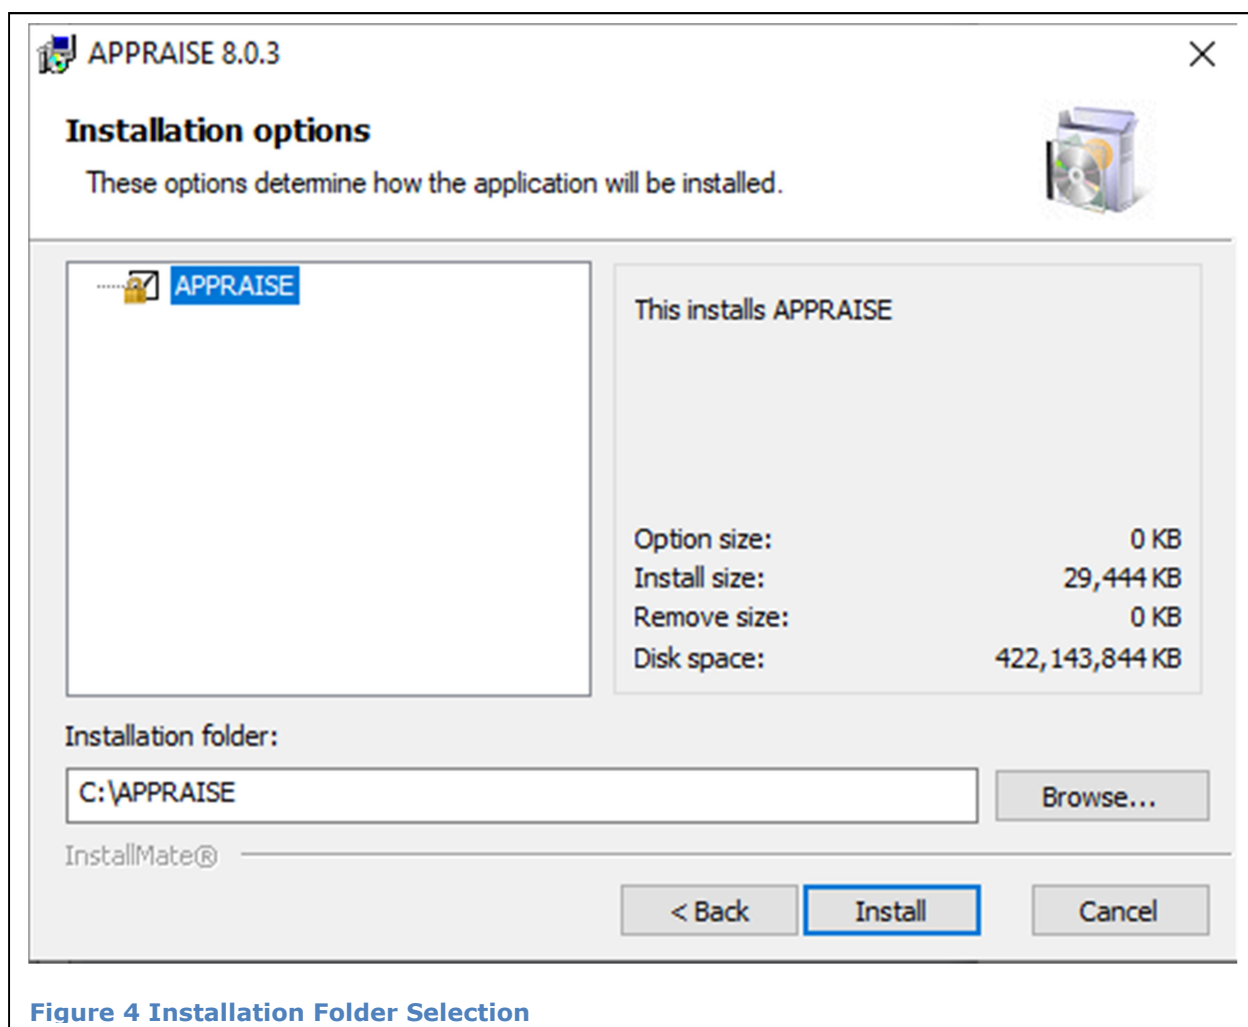 APPRAISE 8.0.3
Installation options
These options determine how the application will be installed.
APPRAISE
This installs APPRAISE
Option size: 0 KB
Install size: 29,444 KB
Remove size: 0 KB
Disk space: 422,143,844 KB
Installation folder:
C:\APPRAISE
Browse...
InstallMate®
< Back Install Cancel
Figure 4 Installation Folder Selection